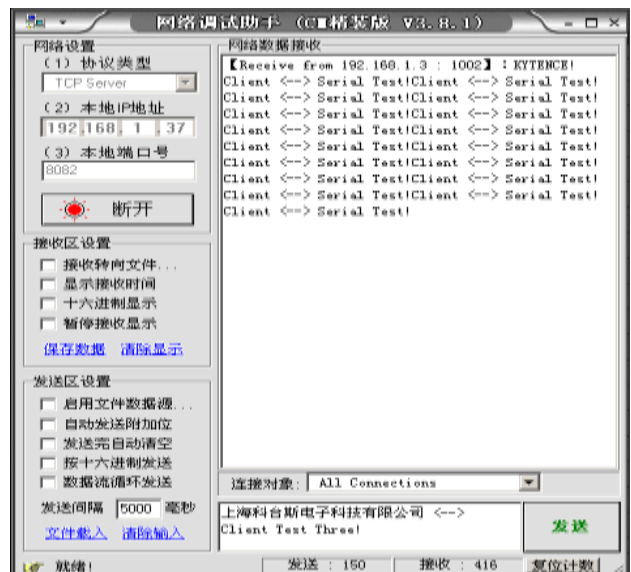 网络调试助手 (C■精装版 V3.8.1)
网络设置
(1) 协议类型
TCP Server
(2) 本地IP地址
192.168. 1 .37
(3) 本地端口号
8082
断开
接收区设置
接收转向文件...
显示接收时间
十六进制显示
暂停接收显示
保存数据 清除显示
发送区设置
启用文件数据源...
自动发送附加位
发送完自动清空
按十六进制发送
数据流循环发送
发送间隔 5000 毫秒
文件载入 清除输入
网络数据接收
【Receive from 192.168.1.3 : 1002】：KYTENCE!
Client <--> Serial Test!Client <--> Serial Test!
Client <--> Serial Test!Client <--> Serial Test!
Client <--> Serial Test!Client <--> Serial Test!
Client <--> Serial Test!Client <--> Serial Test!
Client <--> Serial Test!Client <--> Serial Test!
Client <--> Serial Test!Client <--> Serial Test!
Client <--> Serial Test!Client <--> Serial Test!
Client <--> Serial Test!Client <--> Serial Test!
Client <--> Serial Test!
连接对象: All Connections
上海科台斯电子科技有限公司 <-->
Client Test Three!
发送
就绪!
发送 : 150
接收 : 416
复位计数